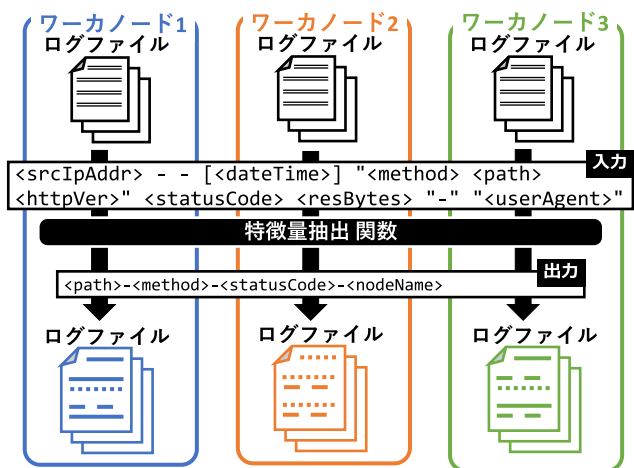 ワーカノード1 ワーカノード2 ワーカノード3
ログファイル ログファイル ログファイル
入力
<srcIpAddr> - - [<dateTime>] "<method> <path>
<httpVer>" <statusCode> <resBytes> "-" "<userAgent>"
特徴量抽出 関数
出力
<path>-<method>-<statusCode>-<nodeName>
ログファイル ログファイル ログファイル